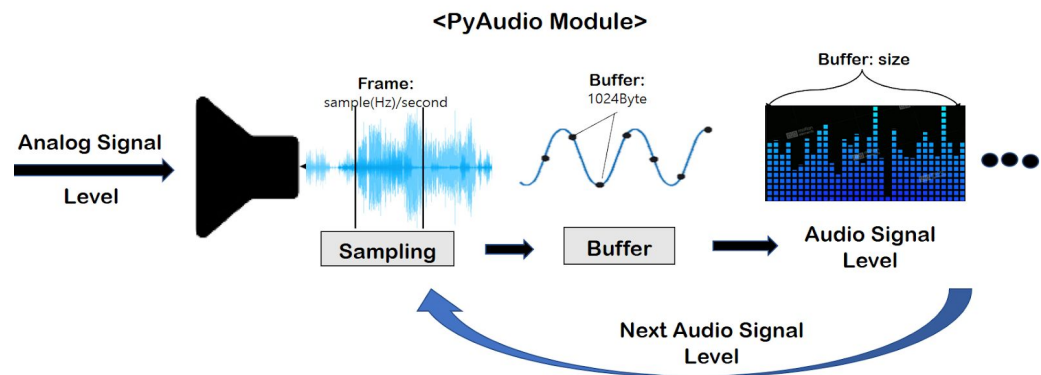 <PyAudio Module>
Buffer: size
Frame:
sample(Hz)/second
Buffer:
1024Byte
Analog Signal
Level
Sampling
Buffer
Audio Signal
Level
Next Audio Signal
Level